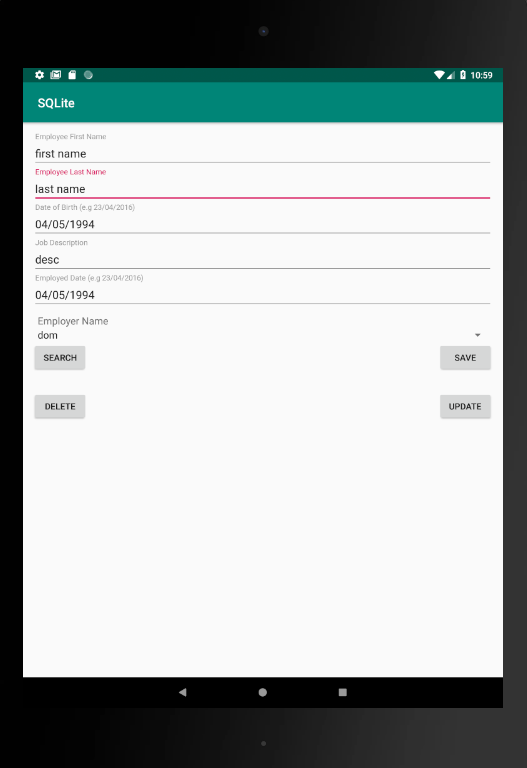 10:59
SQLite
Employee First Name
first name
Employee Last Name
last name
Date of Birth (e.g 23/04/2016)
04/05/1994
Job Description
desc
Employed Date (e.g 23/04/2016)
04/05/1994
Employer Name
dom
SEARCH SAVE
DELETE UPDATE